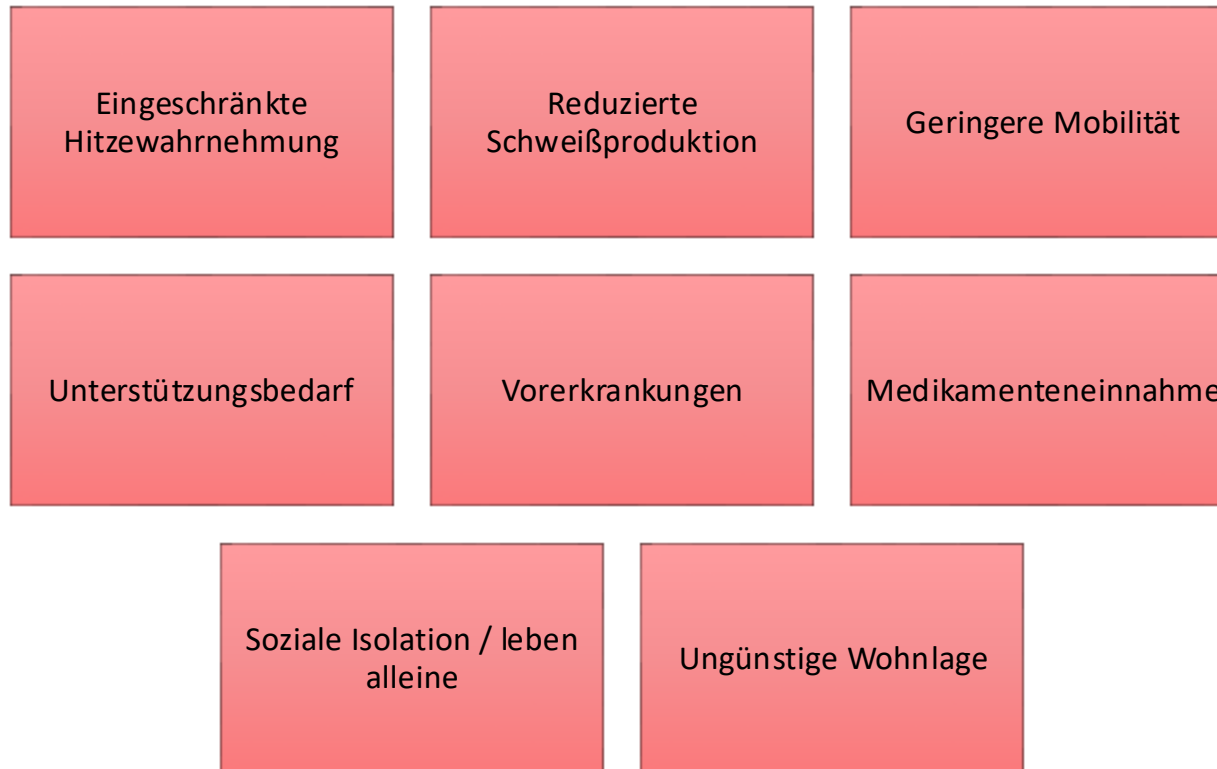 Eingeschränkte
Hitzewahrnehmung
Reduzierte
Schweißproduktion
Geringere Mobilität
Unterstützungsbedarf
Vorerkrankungen
Medikamenteneinnahme
Soziale Isolation / leben
alleine
Ungünstige Wohnlage